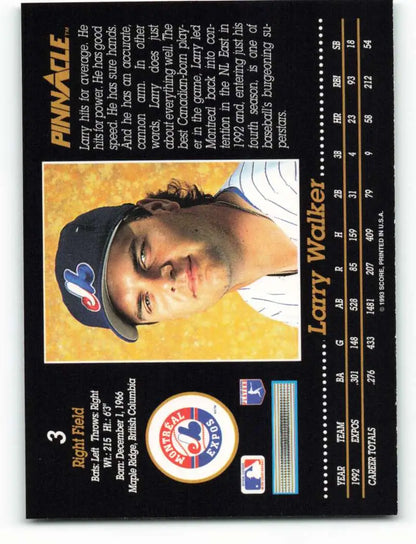 3
Right Field
Bats: Left Throws: Right
Wt.: 215 Ht.: 6'3"
Born: December 1, 1966
Maple Ridge, British Columbia
MONTRÉAL
EXPOS
PINNACLE™
Larry hits for average. He
hits for power. He has good
speed. He has sure hands.
And he has an accurate,
cannon arm. In other
words, Larry does just
about everything well. The
best Canadian-born play-
er in the game, Larry led
Montreal back into con-
tention in the NL East in
1992 and, entering just his
fourth season, is one of
baseball's burgeoning su-
perstars.
Larry Walker
YEAR TEAM BA G AB R H 2B 3B HR RBI SB
1992 EXPOS .301 148 528 85 159 31 4 23 93 18
CAREER TOTALS .276 433 1481 207 409 79 9 58 212 54
© 1993 SCORE, PRINTED IN U.S.A.